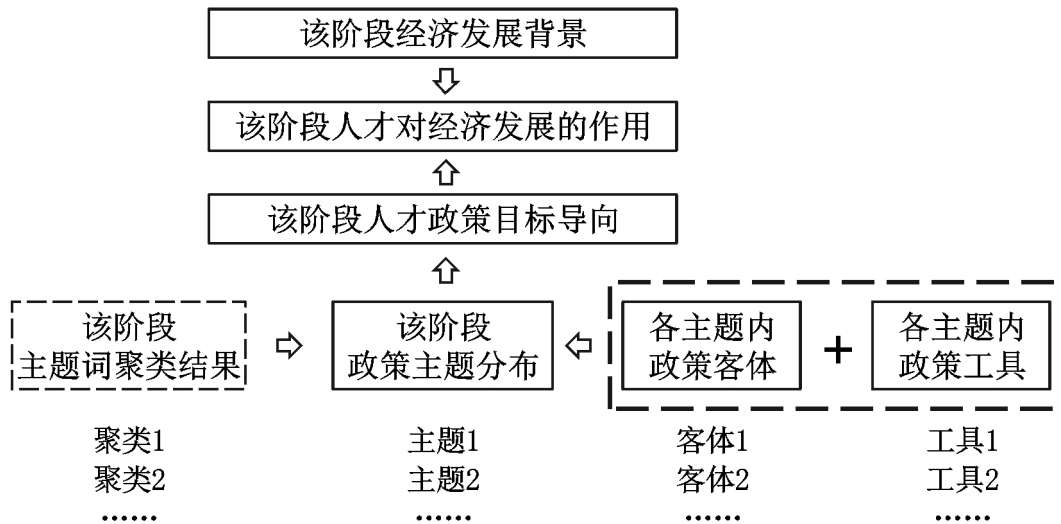 该阶段经济发展背景
该阶段人才对经济发展的作用
该阶段人才政策目标导向
该阶段
主题词聚类结果
该阶段
政策主题分布
各主题内
政策客体
+
各主题内
政策工具
聚类1
聚类2
……
主题1
主题2
……
客体1
客体2
……
工具1
工具2
……